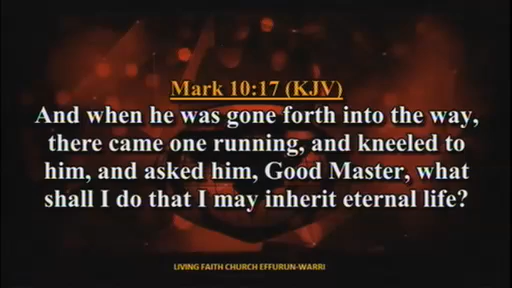 Mark 10:17 (KJV)
And when he was gone forth into the way,
there came one running, and kneeled to
him, and asked him, Good Master, what
shall I do that I may inherit eternal life?
LIVING FAITH CHURCH EFFURUN-WARRI